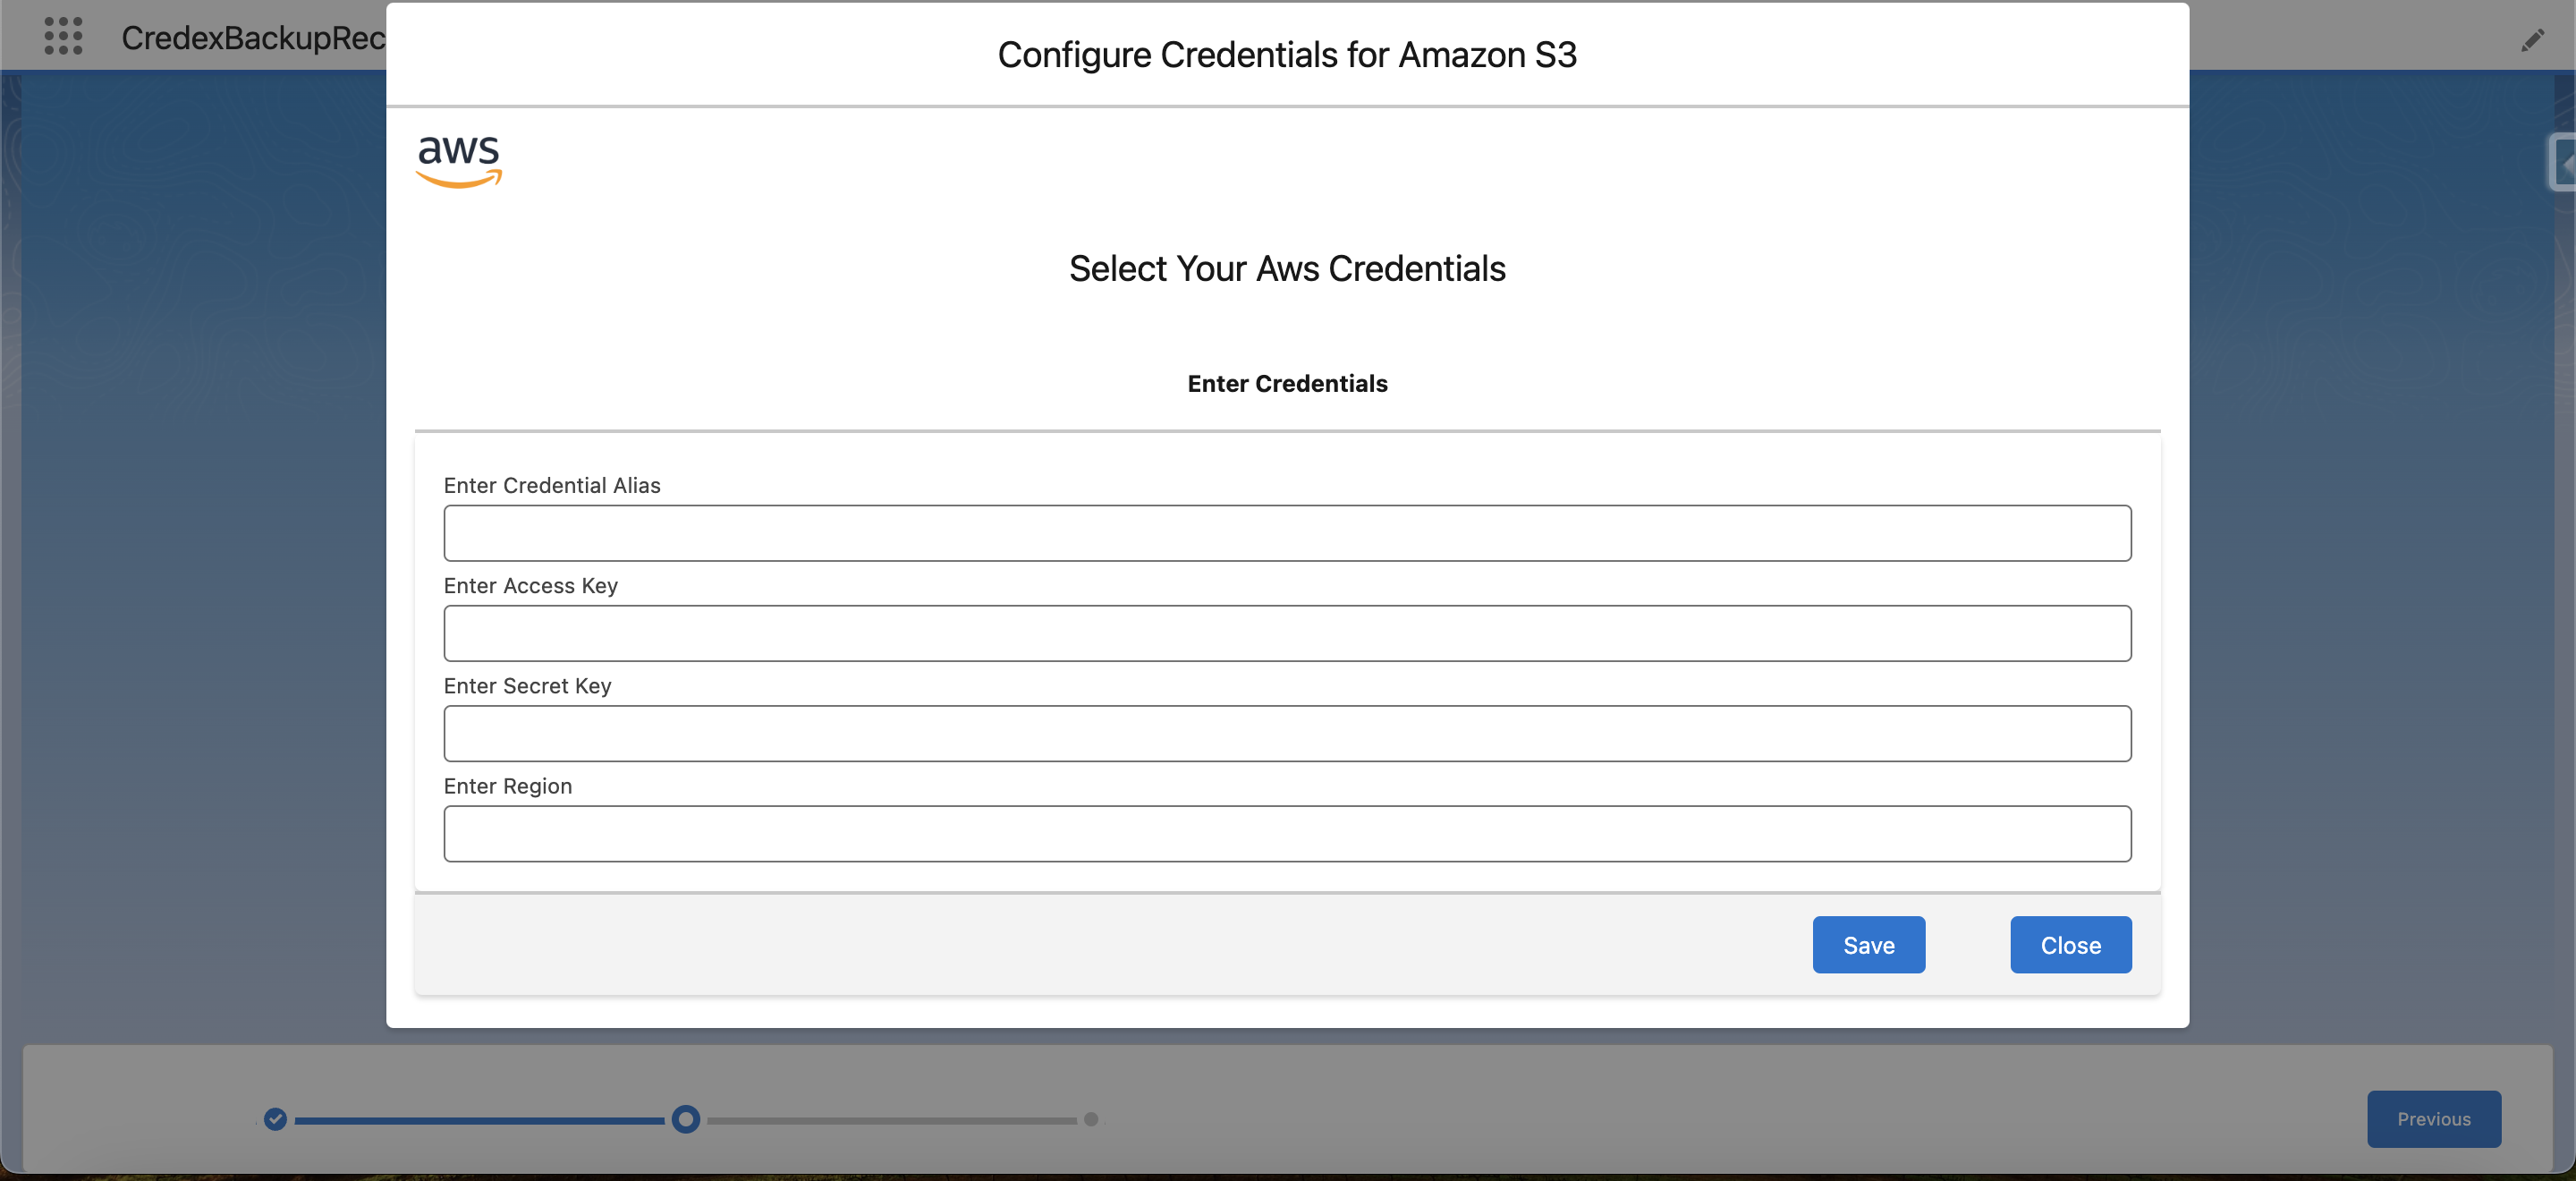 CredexBackupRec
Configure Credentials for Amazon S3
aws
Select Your Aws Credentials
Enter Credentials
Enter Credential Alias
Enter Access Key
Enter Secret Key
Enter Region
Save
Close
Previous